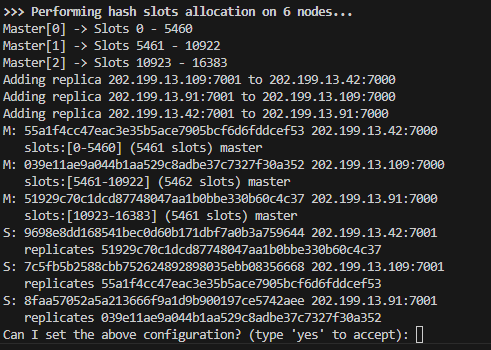 >>> Performing hash slots allocation on 6 nodes...
Master[0] -> Slots 0 - 5460
Master[1] -> Slots 5461 - 10922
Master[2] -> Slots 10923 - 16383
Adding replica 202.199.13.109:7001 to 202.199.13.42:7000
Adding replica 202.199.13.91:7001 to 202.199.13.109:7000
Adding replica 202.199.13.42:7001 to 202.199.13.91:7000
M: 55a1f4cc47eac3e35b5ace7905bcf6d6fddcef53 202.199.13.42:7000
   slots:[0-5460] (5461 slots) master
M: 039e11ae9a044b1aa529c8adbe37c7327f30a352 202.199.13.109:7000
   slots:[5461-10922] (5462 slots) master
M: 51929c70c1dcd87748047aa1b0bbe330b60c4c37 202.199.13.91:7000
   slots:[10923-16383] (5461 slots) master
S: 9698e8dd168541bec0d60b171dbf7a0b3a759644 202.199.13.42:7001
   replicates 51929c70c1dcd87748047aa1b0bbe330b60c4c37
S: 7c5fb5b2588cbb752624892898035ebb08356668 202.199.13.109:7001
   replicates 55a1f4cc47eac3e35b5ace7905bcf6d6fddcef53
S: 8faa57052a5a213666f9a1d9b900197ce5742aee 202.199.13.91:7001
   replicates 039e11ae9a044b1aa529c8adbe37c7327f30a352
Can I set the above configuration? (type 'yes' to accept):